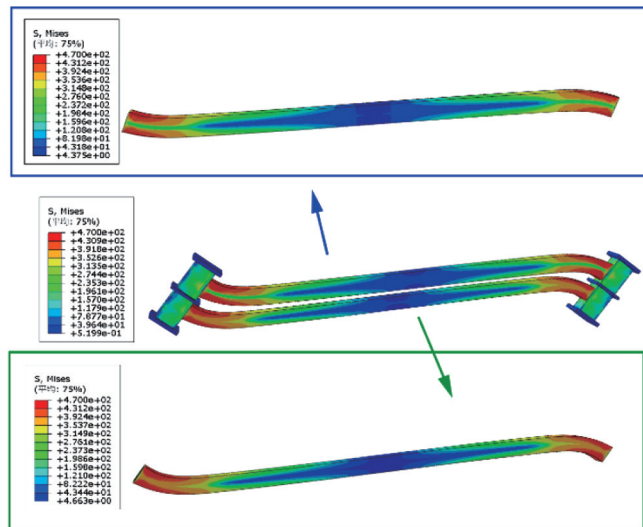 S, Mises
(平均: 75%)
+4.700e+02
+4.312e+02
+3.924e+02
+3.536e+02
+3.148e+02
+2.760e+02
+2.372e+02
+1.984e+02
+1.596e+02
+1.208e+02
+8.198e+01
+4.318e+01
+4.375e+00
S, Mises
(平均: 75%)
+4.700e+02
+4.309e+02
+3.918e+02
+3.526e+02
+3.135e+02
+2.744e+02
+2.353e+02
+1.961e+02
+1.570e+02
+1.179e+02
+7.877e+01
+3.964e+01
+5.199e-01
S, Mises
(平均: 75%)
+4.700e+02
+4.312e+02
+3.924e+02
+3.537e+02
+3.149e+02
+2.761e+02
+2.373e+02
+1.986e+02
+1.598e+02
+1.210e+02
+8.222e+01
+4.344e+01
+4.663e+00